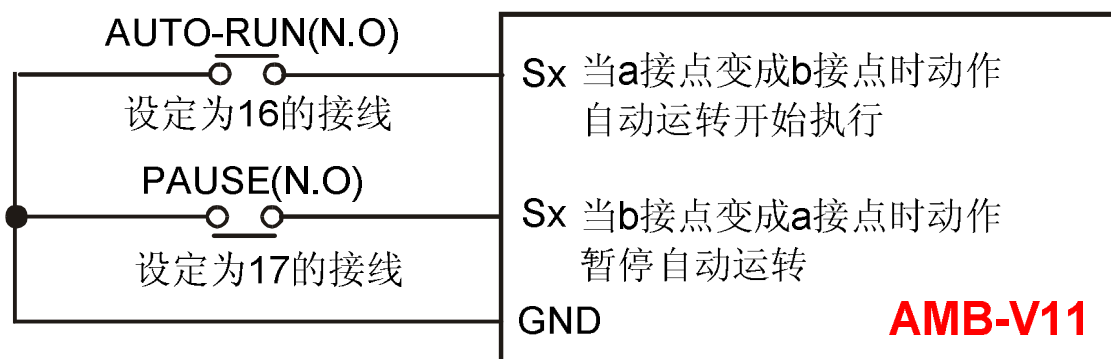 AUTO-RUN(N.O)
Sx 当a接点变成b接点时动作
自动运转开始执行
设定为16的接线
PAUSE(N.O)
Sx 当b接点变成a接点时动作
暂停自动运转
设定为17的接线
GND
AMB-V11